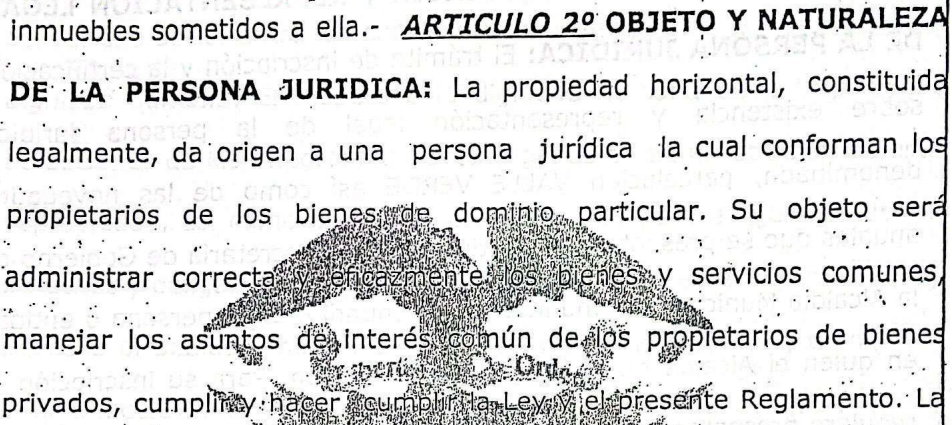 inmuebles sometidos a ella.- ARTICULO 2º OBJETO Y NATURALEZA
DE LA PERSONA JURIDICA: La propiedad horizontal, constituida
legalmente, da origen a una persona jurídica la cual conforman los
propietarios de los bienes de dominio particular. Su objeto será
administrar correcta y eficazmente los bienes y servicios comunes,
manejar los asuntos de interés común de los propietarios de bienes
privados, cumplir y hacer cumplir la Ley y el presente Reglamento. La